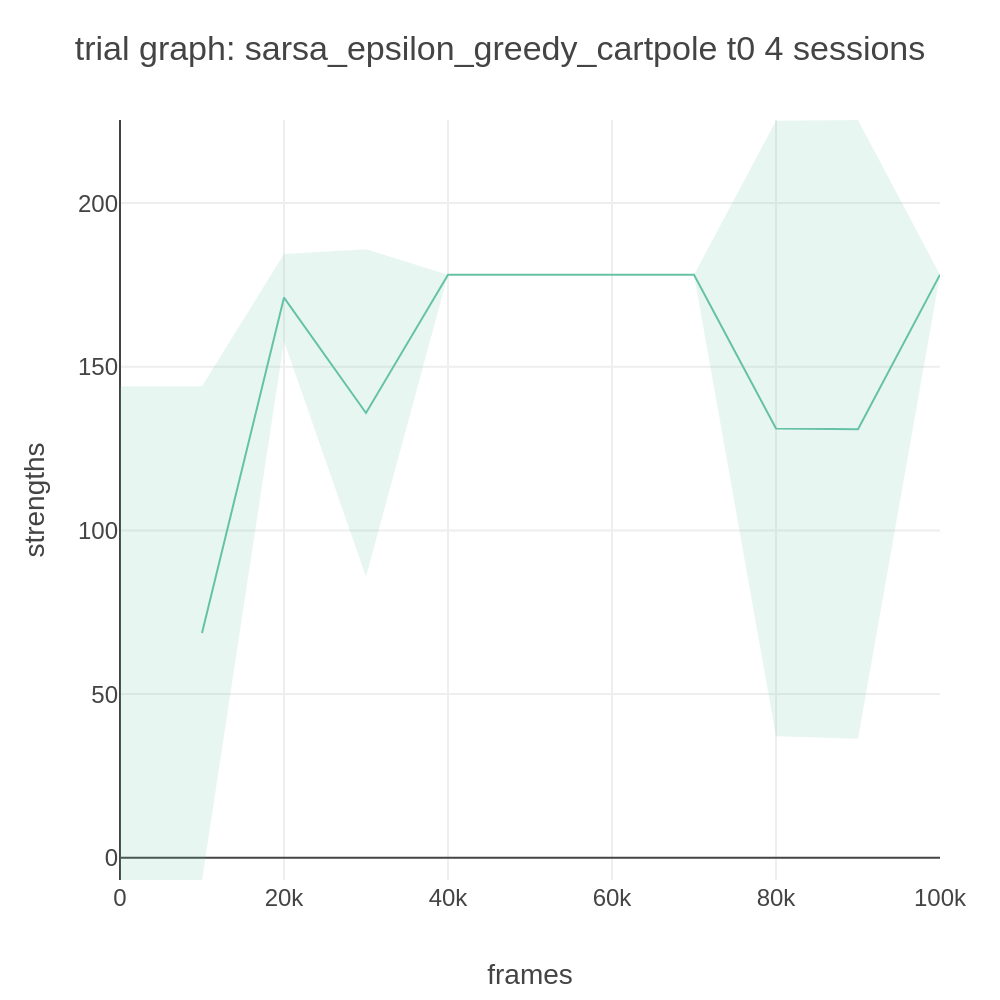 trial graph: sarsa_epsilon_greedy_cartpole t0 4 sessions
200
150
100
50
0
strengths
0 20k 40k 60k 80k 100k
frames